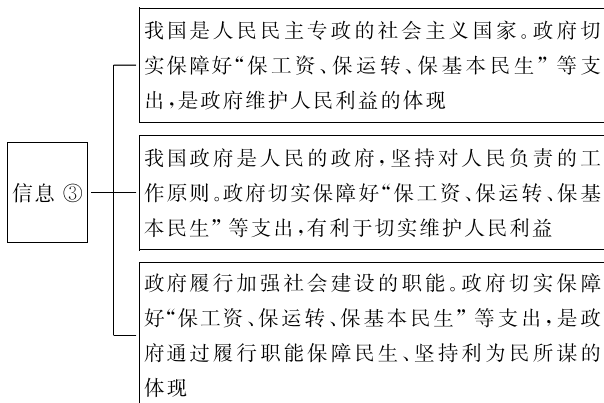 我国是人民民主专政的社会主义国家。政府切
实保障好“保工资、保运转、保基本民生”等支
出,是政府维护人民利益的体现
信息 ③
我国政府是人民的政府,坚持对人民负责的工
作原则。政府切实保障好“保工资、保运转、保基
本民生”等支出,有利于切实维护人民利益
政府履行加强社会建设的职能。政府切实保障
好“保工资、保运转、保基本民生”等支出,是政
府通过履行职能保障民生、坚持利为民所谋的
体现